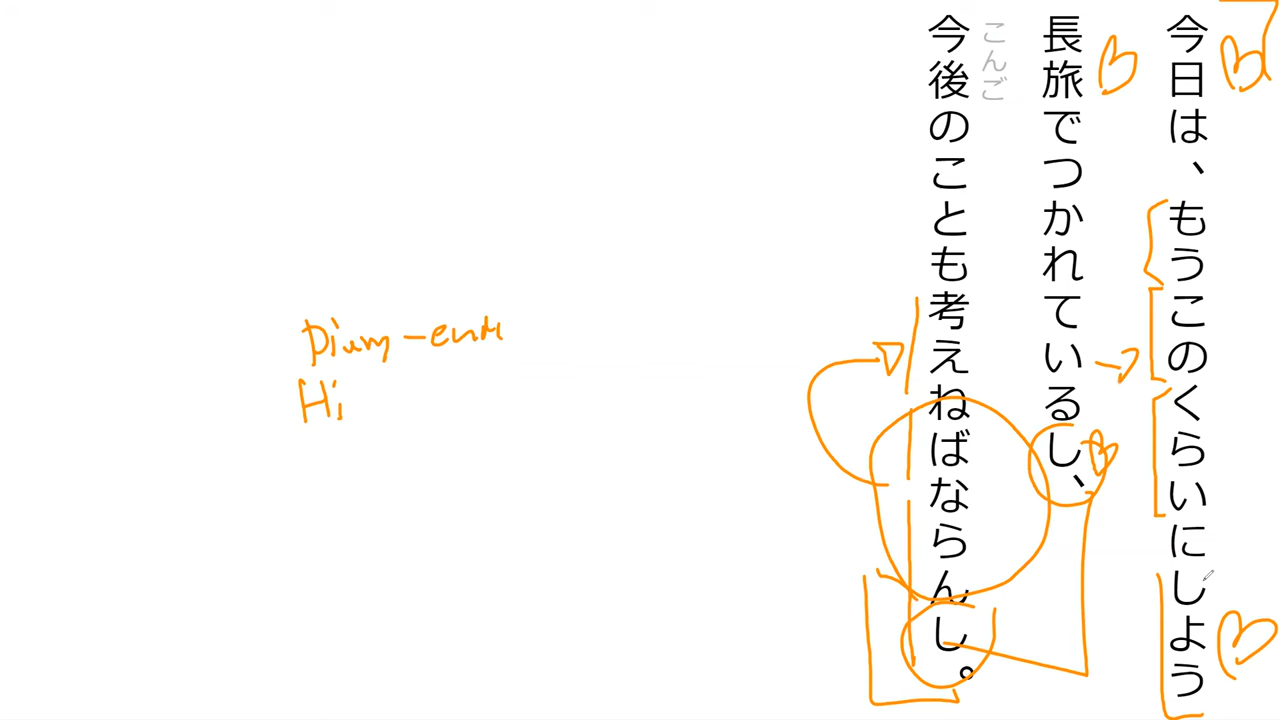 今日は、もうこのくらいにしよう
長旅でつかれているし、
こんご
今後のことも考えねばならんし。
Hi